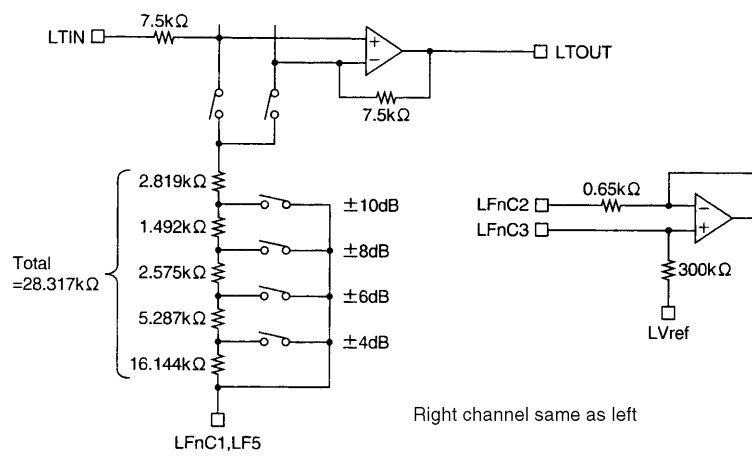 7.5kΩ
LTIN
+
−
LTOUT
7.5kΩ
2.819kΩ
±10dB
1.492kΩ
±8dB
Total
=28.317kΩ
2.575kΩ
±6dB
5.287kΩ
±4dB
16.144kΩ
LFnC1,LF5
LFnC2
0.65kΩ
−
LFnC3
+
300kΩ
LVref
Right channel same as left